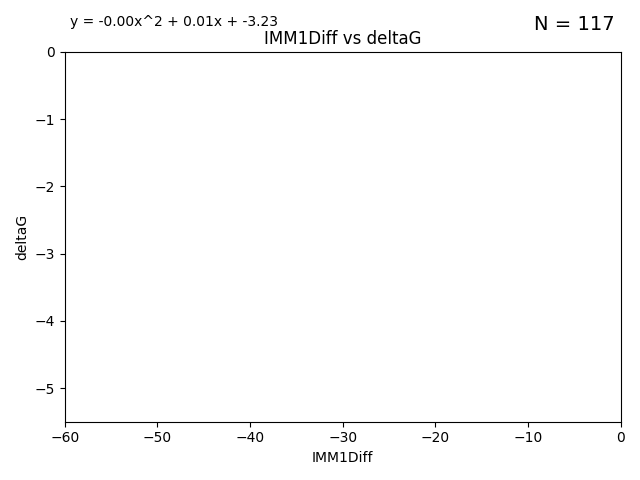 y = -0.00x^2 + 0.01x + -3.23
N = 117
IMM1Diff vs deltaG
0
−1
−2
−3
−4
−5
deltaG
−60 −50 −40 −30 −20 −10 0
IMM1Diff